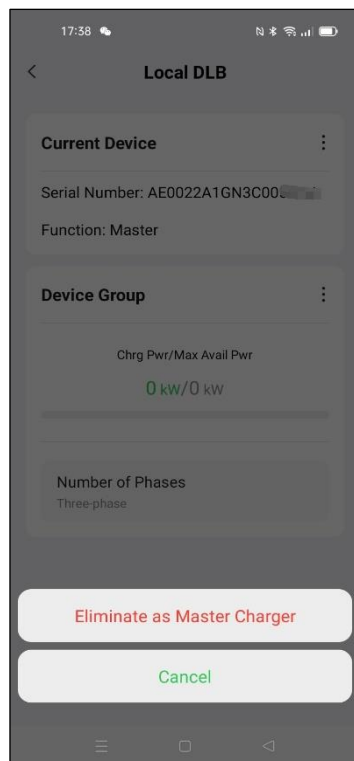 17:38
Local DLB
Current Device
Serial Number: AE0022A1GN3C00
Function: Master
Device Group
Chrg Pwr/Max Avail Pwr
0 kW/0 kW
Number of Phases
Three-phase
Eliminate as Master Charger
Cancel